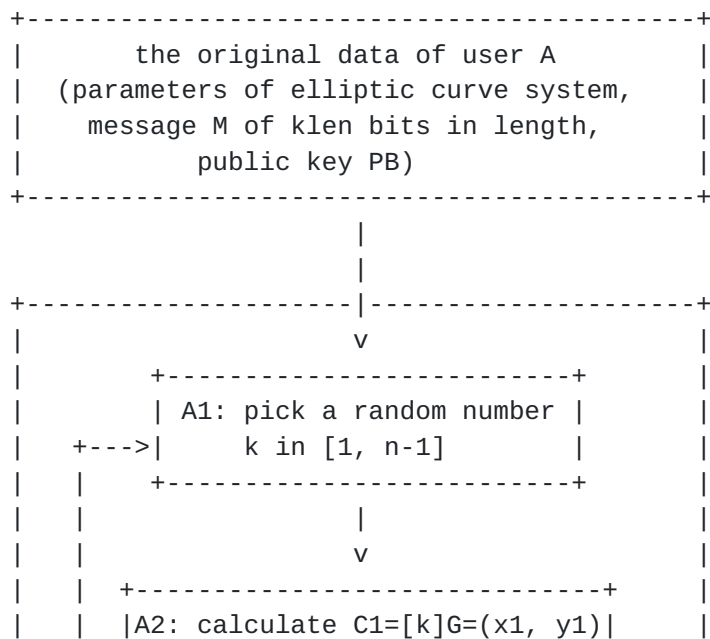 the original data of user A
(parameters of elliptic curve system,
message M of klen bits in length,
public key PB)
v
A1: pick a random number
k in [1, n-1]
v
A2: calculate C1=[k]G=(x1, y1)